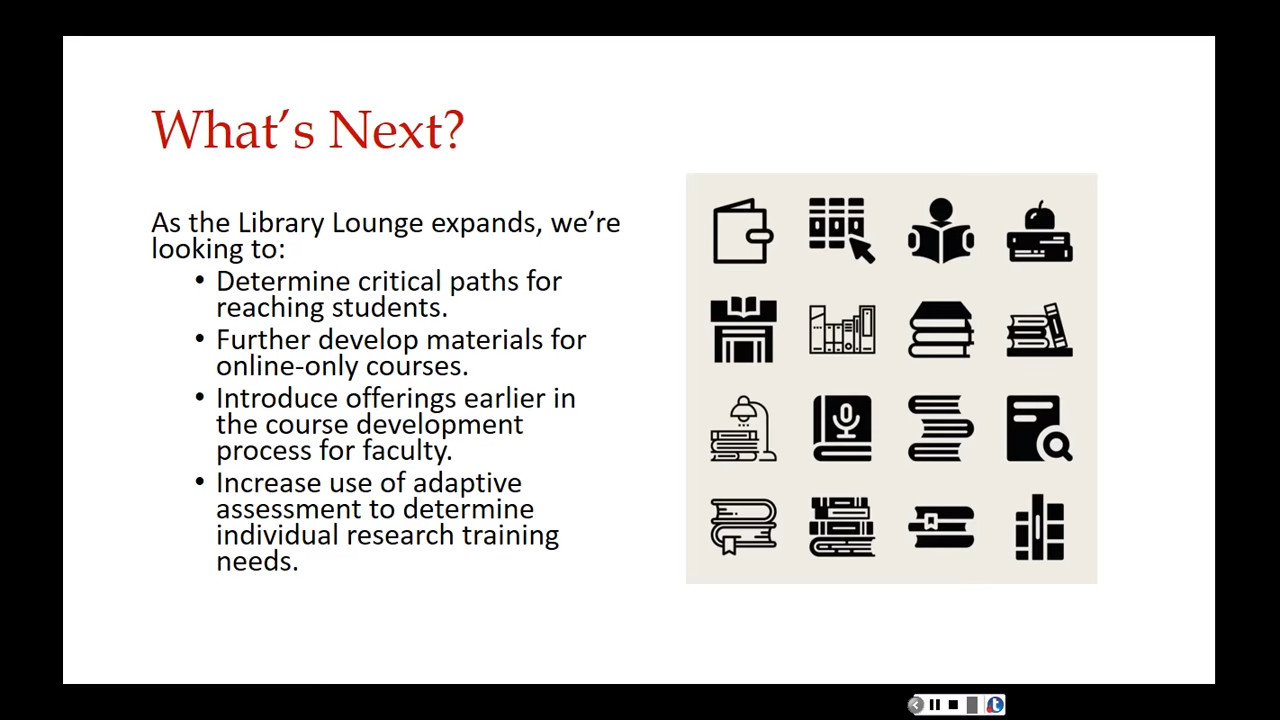 What's Next?
As the Library Lounge expands, we're
looking to:
• Determine critical paths for
reaching students.
• Further develop materials for
online-only courses.
• Introduce offerings earlier in
the course development
process for faculty.
• Increase use of adaptive
assessment to determine
individual research training
needs.